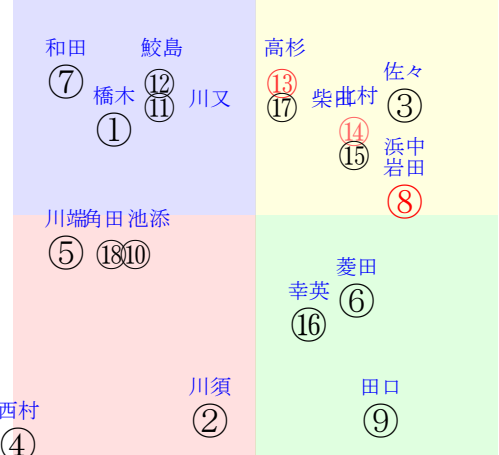 和田 鮫島 高杉
⑦ ⑫ ⑬ 佐々
橋木 ⑪ 川又 ⑰ 柴田 北村 ③
① ⑭
⑮ 浜中
岩田
⑧
川端 角田 池添
⑤ ⑱ ⑩
菱田
幸英 ⑥
⑯
川須 田口
西村 ② ⑨
④